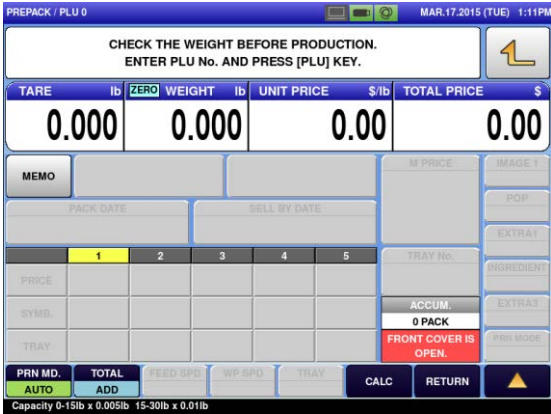 PREPACK / PLU 0 MAR.17.2015 (TUE) 1:11PM
CHECK THE WEIGHT BEFORE PRODUCTION.
ENTER PLU No. AND PRESS [PLU] KEY.
TARE lb ZERO WEIGHT lb UNIT PRICE $/lb TOTAL PRICE $
0.000 0.000 0.00 0.00
MEMO M PRICE IMAGE 1
PACK DATE SELL BY DATE POP
EXTRA1
1 2 3 4 5 TRAY No.
PRICE INGREDIENT
SYMB. ACCUM. EXTRA3
0 PACK
TRAY FRONT COVER IS OPEN. PRN MODE
PRN MD. TOTAL FEED SPD WP SPD TRAY CALC RETURN
AUTO ADD
Capacity 0-15lb x 0.005lb 15-30lb x 0.01lb